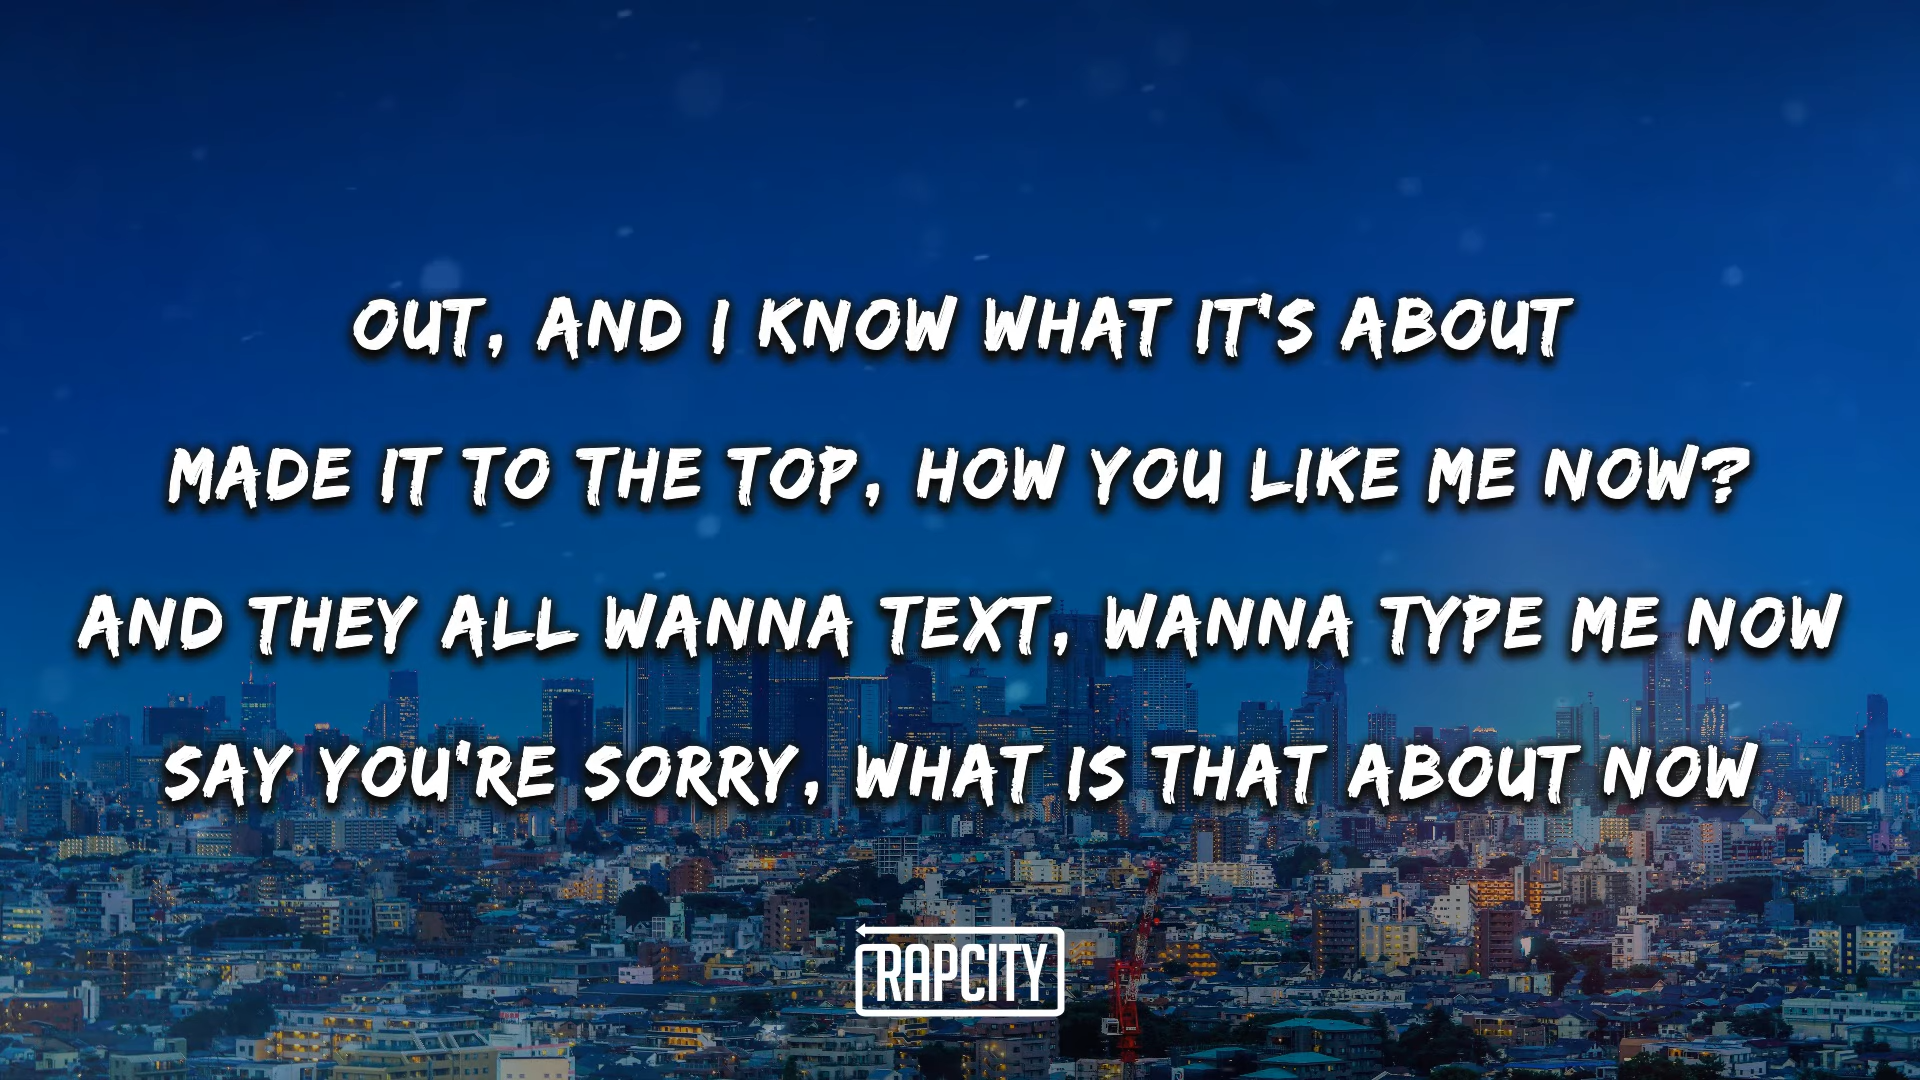 OUT, AND I KNOW WHAT IT'S ABOUT
MADE IT TO THE TOP, HOW YOU LIKE ME NOW?
AND THEY ALL WANNA TEXT, WANNA TYPE ME NOW
SAY YOU'RE SORRY, WHAT IS THAT ABOUT NOW
RAPCITY